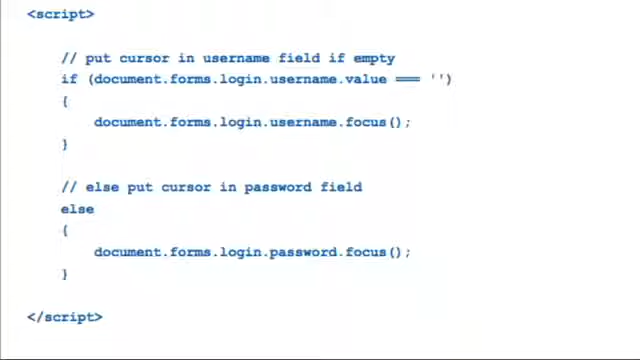 <script>
// put cursor in username field if empty
if (document.forms.login.username.value === '')
{
document.forms.login.username.focus();
}
// else put cursor in password field
else
{
document.forms.login.password.focus();
}
</script>